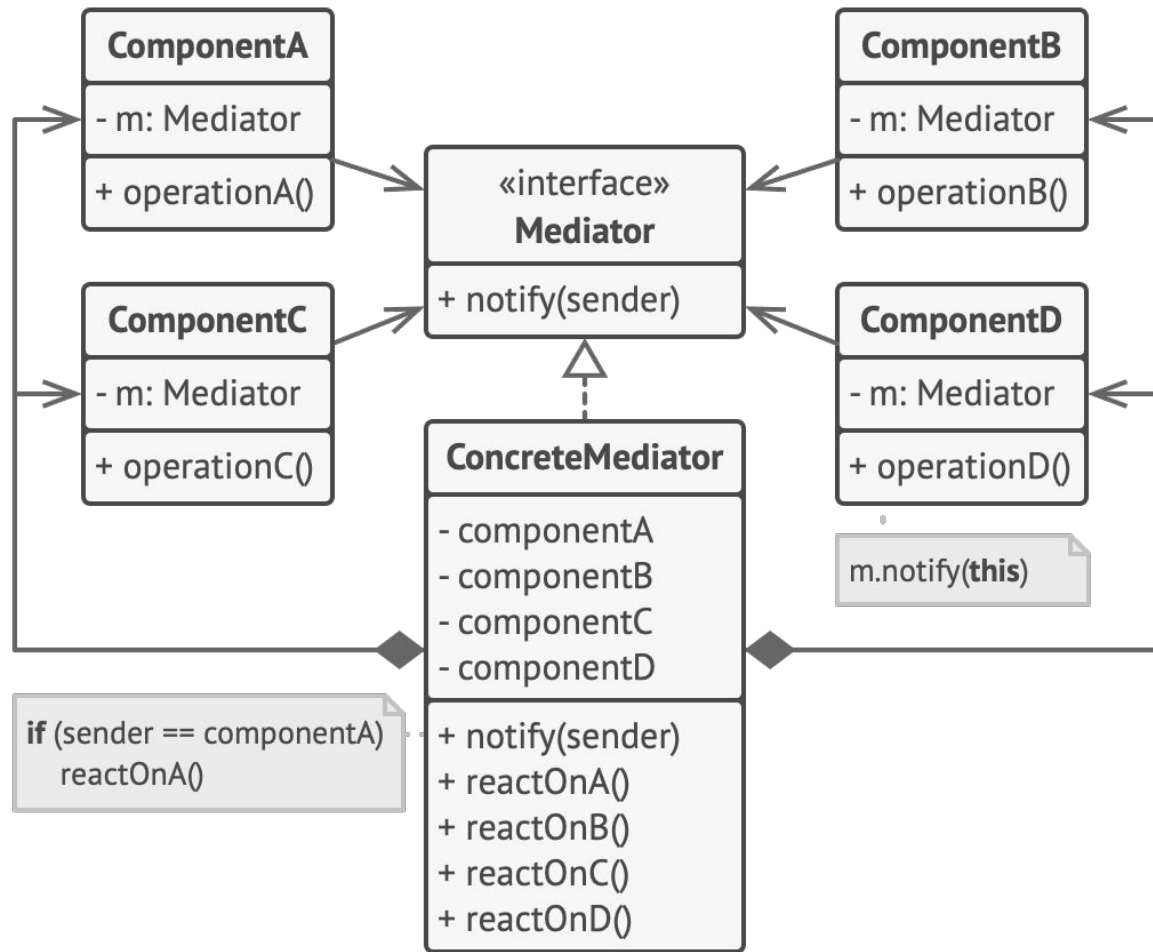 ComponentA
- m: Mediator
+ operationA()
ComponentB
- m: Mediator
+ operationB()
«interface»
Mediator
+ notify(sender)
ComponentC
- m: Mediator
+ operationC()
ComponentD
- m: Mediator
+ operationD()
m.notify(this)
ConcreteMediator
- componentA
- componentB
- componentC
- componentD
+ notify(sender)
+ reactOnA()
+ reactOnB()
+ reactOnC()
+ reactOnD()
if (sender == componentA)
reactOnA()